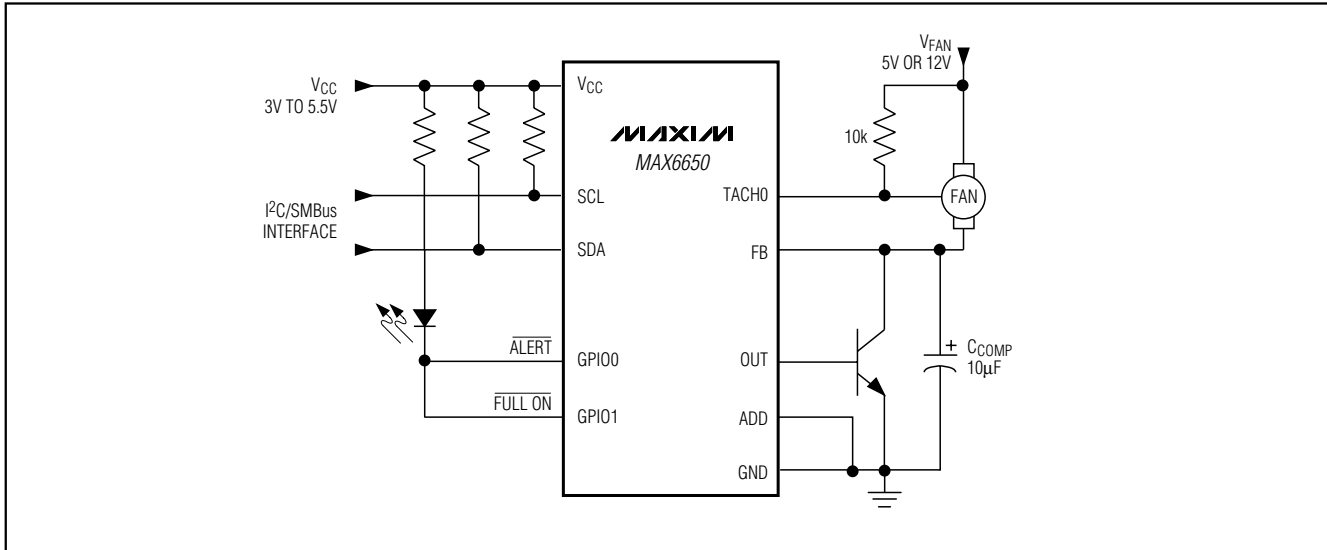 VCC
3V TO 5.5V
I2C/SMBus
INTERFACE
ALERT
FULL ON
VCC
SCL
SDA
GPIO0
GPIO1
MAXIM
MAX6650
TACH0
FB
OUT
ADD
GND
VFAN
5V OR 12V
10k
FAN
+
CCOMP
10μF